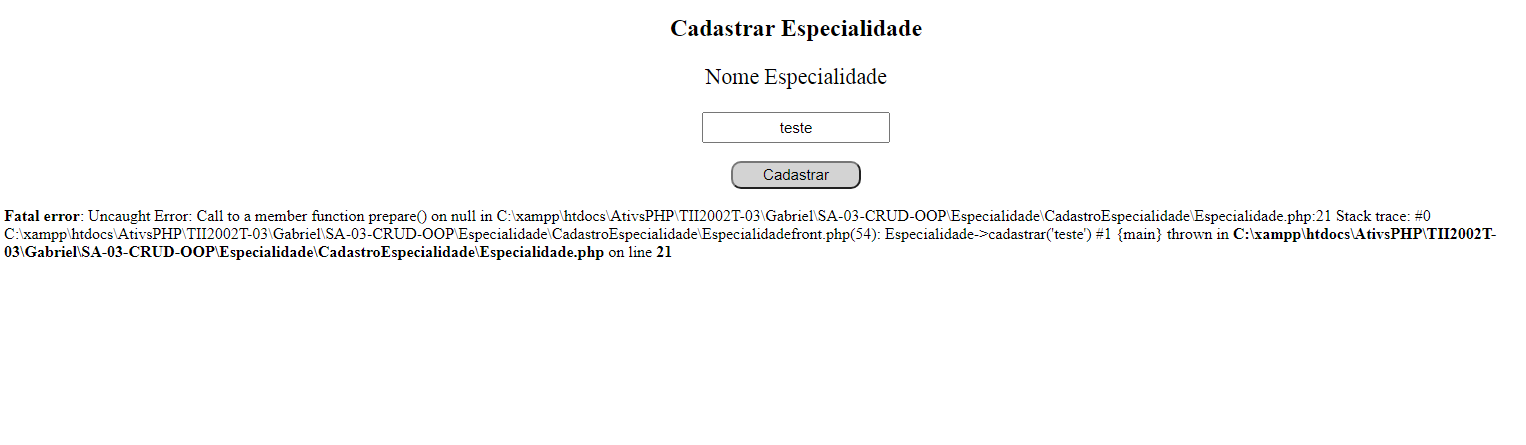 Cadastrar Especialidade
Nome Especialidade
teste
Cadastrar
Fatal error: Uncaught Error: Call to a member function prepare() on null in C:\xampp\htdocs\AtivsPHP\TII2002T-03\Gabriel\SA-03-CRUD-OOP\Especialidade\CadastroEspecialidade\Especialidade.php:21 Stack trace: #0
C:\xampp\htdocs\AtivsPHP\TII2002T-03\Gabriel\SA-03-CRUD-OOP\Especialidade\CadastroEspecialidade\Especialidadefront.php(54): Especialidade->cadastrar('teste') #1 {main} thrown in C:\xampp\htdocs\AtivsPHP\TII2002T-
03\Gabriel\SA-03-CRUD-OOP\Especialidade\CadastroEspecialidade\Especialidade.php on line 21